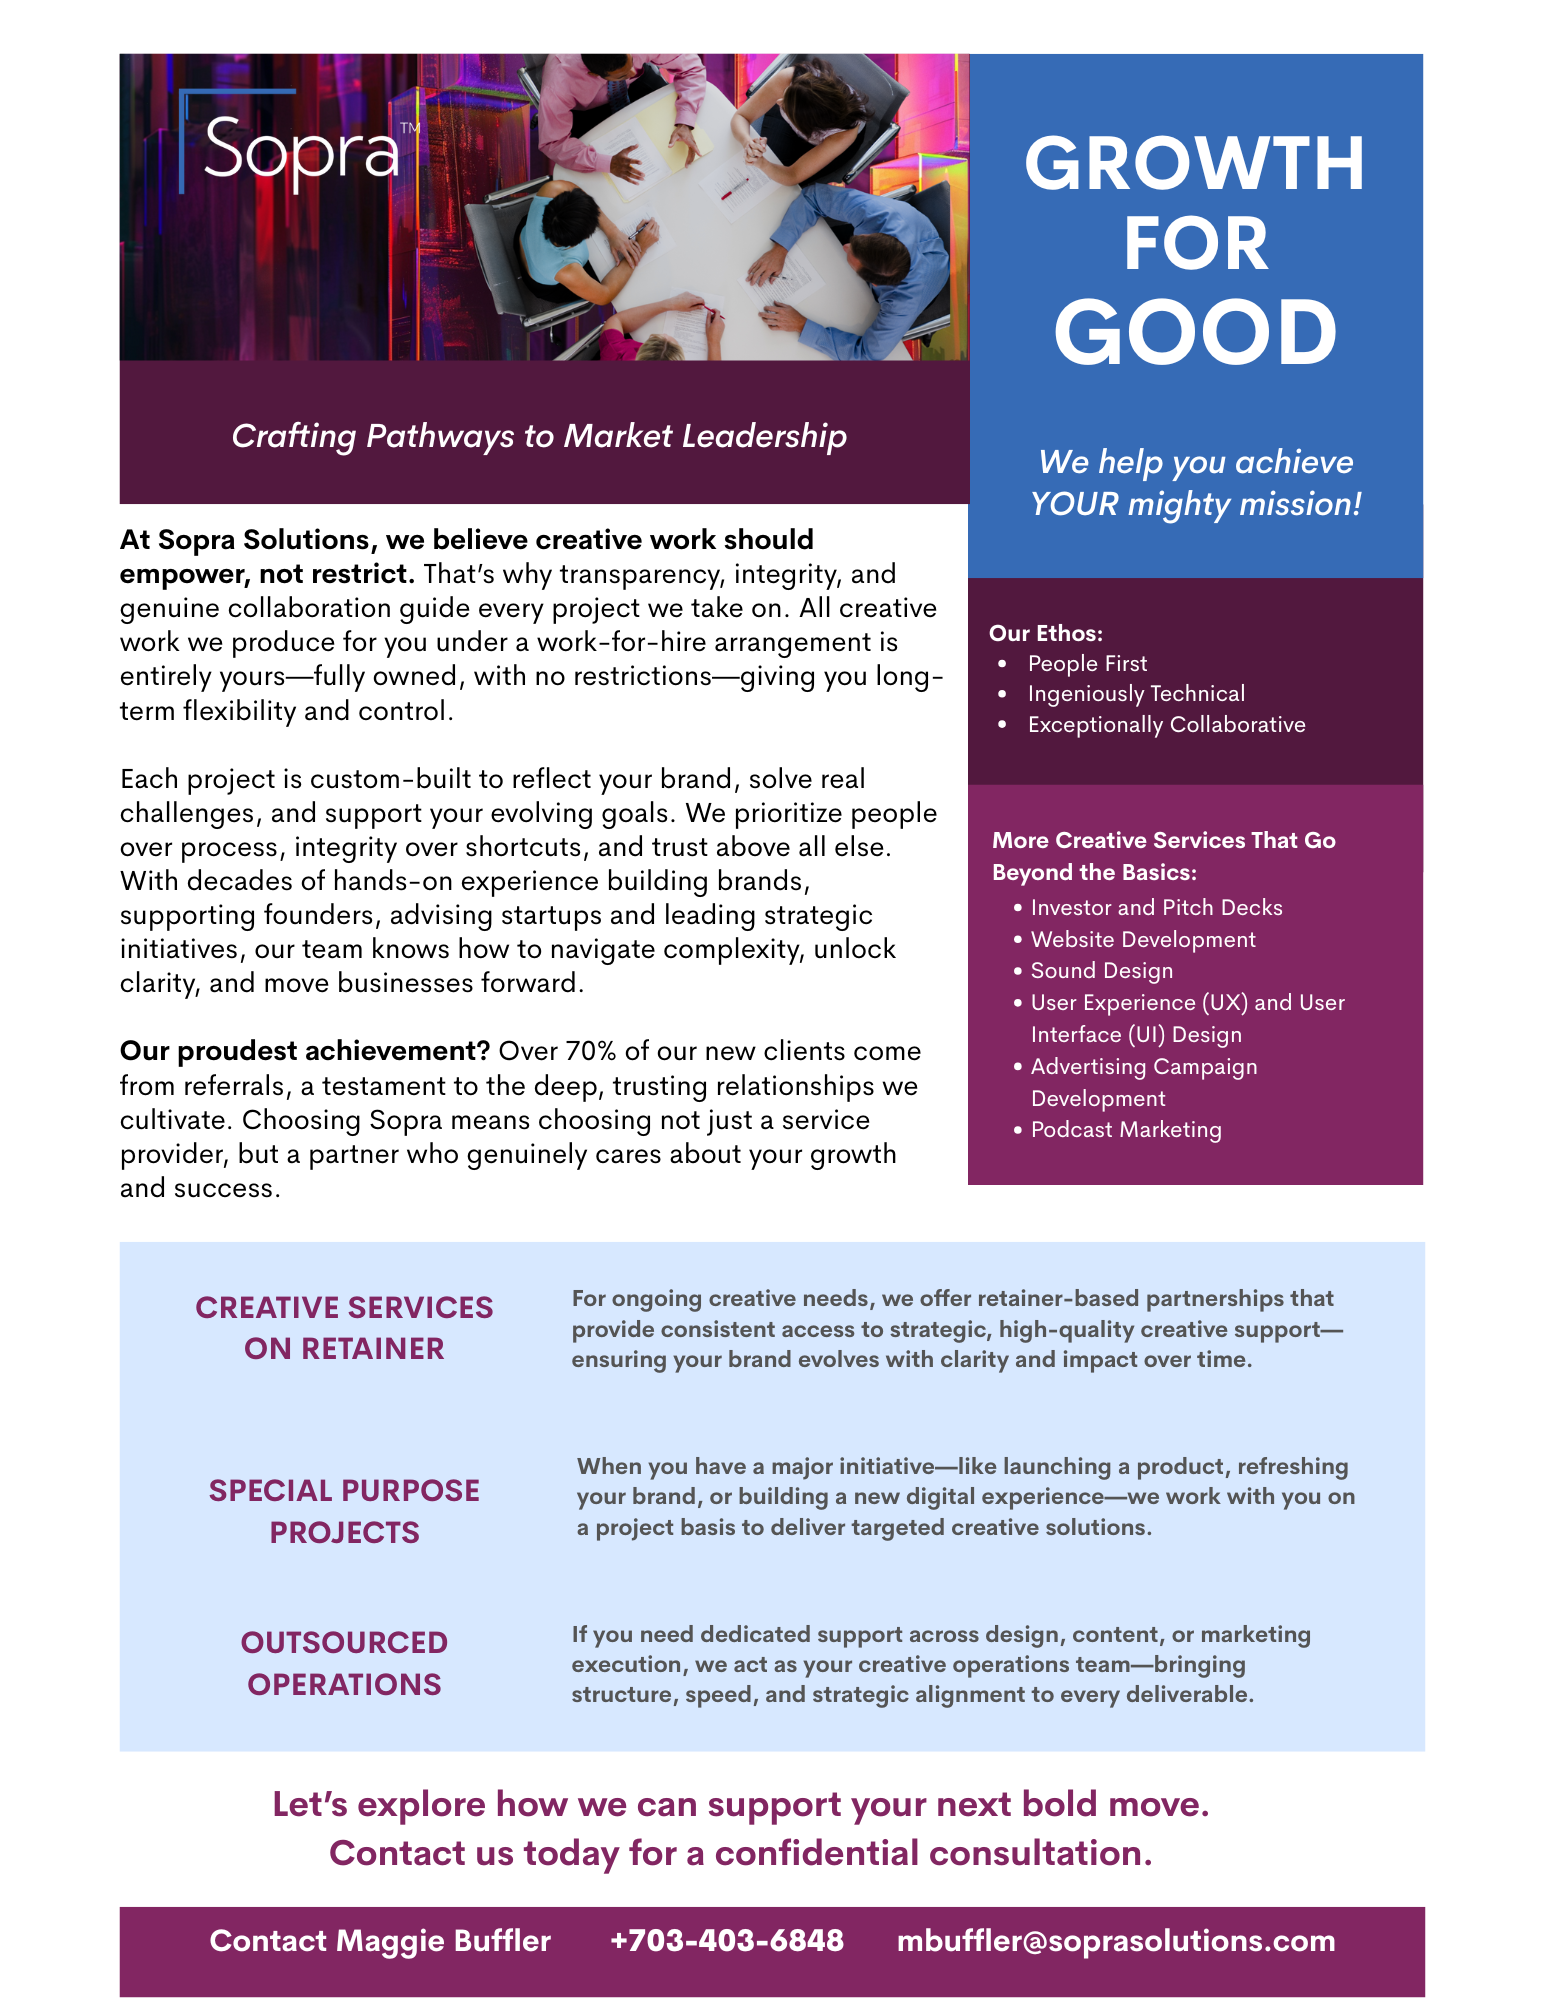 Sopra™
GROWTH
FOR
GOOD
Crafting Pathways to Market Leadership
We help you achieve
YOUR mighty mission!
At Sopra Solutions, we believe creative work should
empower, not restrict. That’s why transparency, integrity, and
genuine collaboration guide every project we take on. All creative
work we produce for you under a work-for-hire arrangement is
entirely yours—fully owned, with no restrictions—giving you long-
term flexibility and control.
Each project is custom-built to reflect your brand, solve real
challenges, and support your evolving goals. We prioritize people
over process, integrity over shortcuts, and trust above all else.
With decades of hands-on experience building brands,
supporting founders, advising startups and leading strategic
initiatives, our team knows how to navigate complexity, unlock
clarity, and move businesses forward.
Our proudest achievement? Over 70% of our new clients come
from referrals, a testament to the deep, trusting relationships we
cultivate. Choosing Sopra means choosing not just a service
provider, but a partner who genuinely cares about your growth
and success.
Our Ethos:
• People First
• Ingeniously Technical
• Exceptionally Collaborative
More Creative Services That Go
Beyond the Basics:
• Investor and Pitch Decks
• Website Development
• Sound Design
• User Experience (UX) and User
Interface (UI) Design
• Advertising Campaign
Development
• Podcast Marketing
CREATIVE SERVICES
ON RETAINER
For ongoing creative needs, we offer retainer-based partnerships that
provide consistent access to strategic, high-quality creative support—
ensuring your brand evolves with clarity and impact over time.
SPECIAL PURPOSE
PROJECTS
When you have a major initiative—like launching a product, refreshing
your brand, or building a new digital experience—we work with you on
a project basis to deliver targeted creative solutions.
OUTSOURCED
OPERATIONS
If you need dedicated support across design, content, or marketing
execution, we act as your creative operations team—bringing
structure, speed, and strategic alignment to every deliverable.
Let’s explore how we can support your next bold move.
Contact us today for a confidential consultation.
Contact Maggie Buffler +703-403-6848 mbuffler@soprasolutions.com